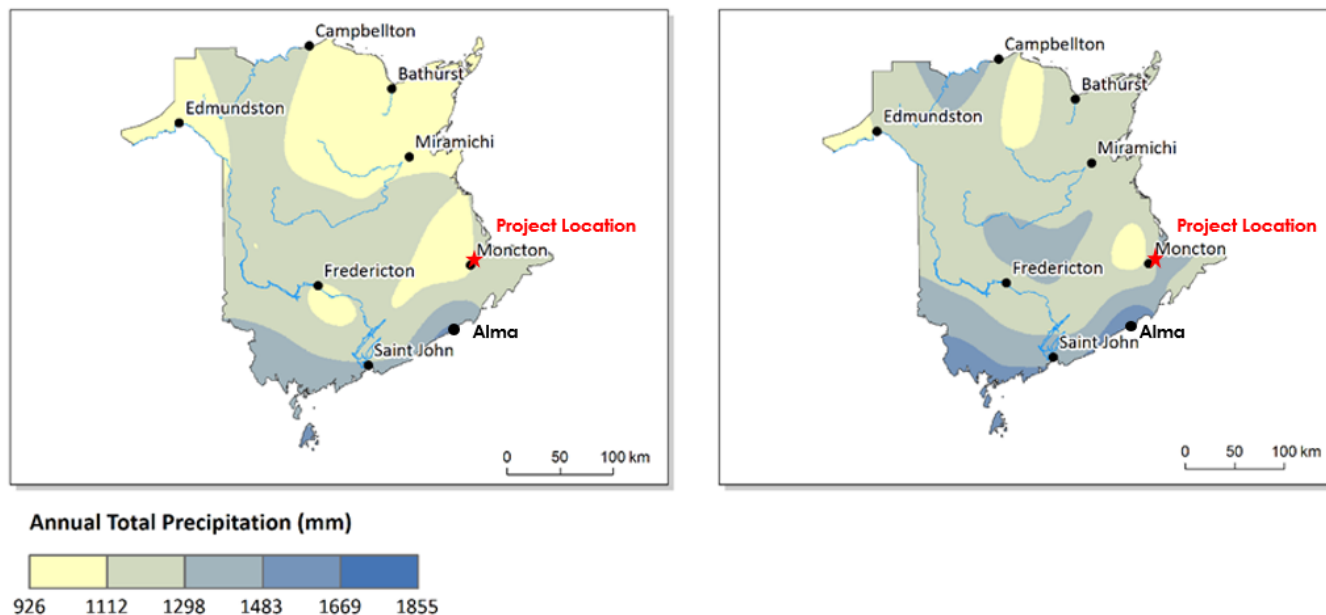 Campbellton
Bathurst
Edmundston
Miramichi
Project Location
Moncton
Fredericton
Alma
Saint John
0 50 100 km
Campbellton
Bathurst
Edmundston
Miramichi
Project Location
Moncton
Fredericton
Alma
Saint John
0 50 100 km
Annual Total Precipitation (mm)
926 1112 1298 1483 1669 1855